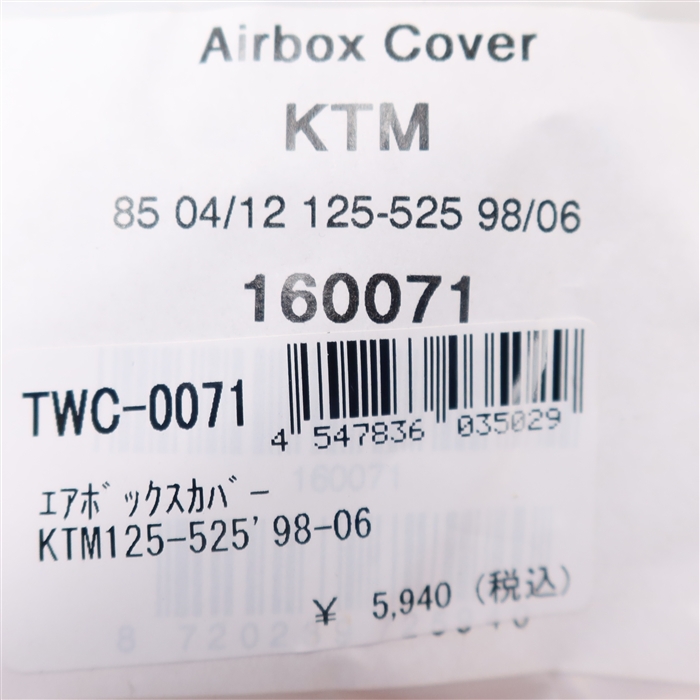 Airbox Cover
KTM
85 04/12 125-525 98/06
160071
TWC-0071
4 547836 035029
ｴｱﾎﾞｯｸｽｶﾊﾞｰ
KTM125-525'98-06
160071
￥ 5,940 (税込)